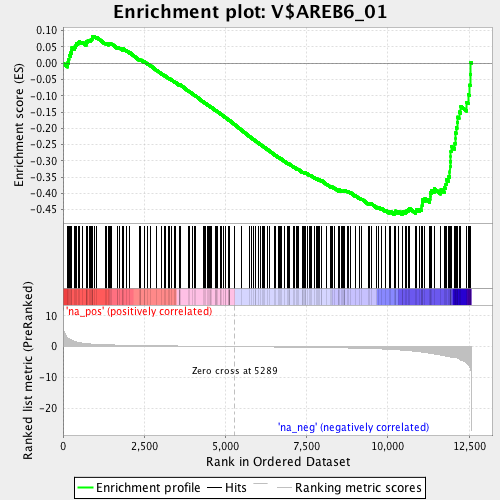 Enrichment plot: V$AREB6_01
Enrichment score (ES)
0.10
0.05
0.00
-0.05
-0.10
-0.15
-0.20
-0.25
-0.30
-0.35
-0.40
-0.45
Ranked list metric (PreRanked)
10
0
-10
-20
'na_pos' (positively correlated)
Zero cross at 5289
'na_neg' (negatively correlated)
0
2,500
5,000
7,500
10,000
12,500
Rank in Ordered Dataset
Enrichment profile
Hits
Ranking metric scores